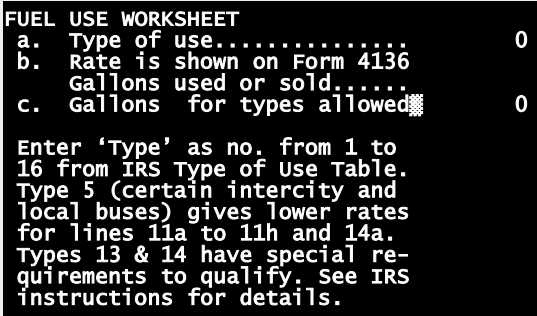 FUEL USE WORKSHEET
a.  Type of use...............  0
b.  Rate is shown on Form 4136
Gallons used or sold......
c.  Gallons  for types allowed▒  0
Enter ‘Type’ as no. from 1 to
16 from IRS Type of Use Table.
Type 5 (certain intercity and
local buses) gives lower rates
for lines 11a to 11h and 14a.
Types 13 & 14 have special re-
quirements to qualify. See IRS
instructions for details.